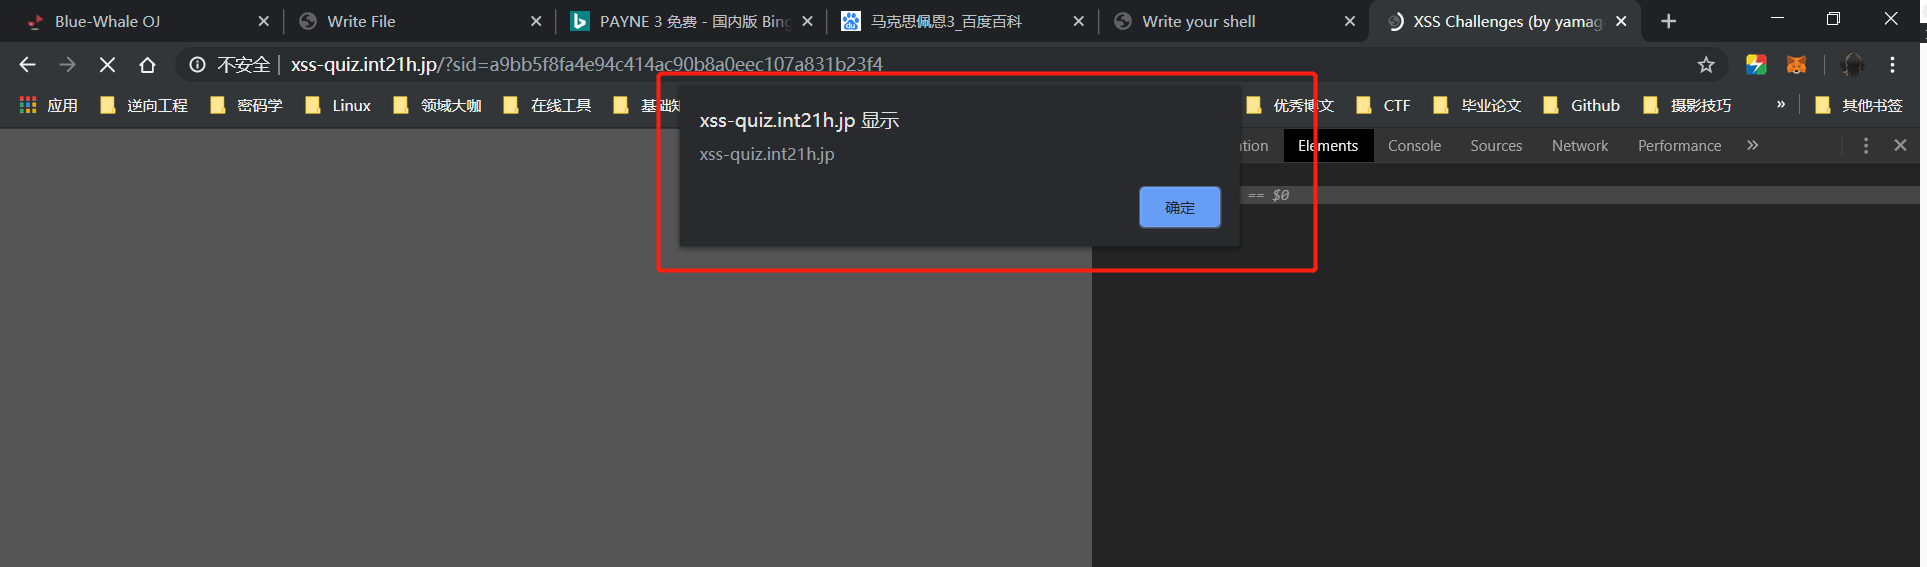 Blue-Whale OJ
Write File
PAYNE 3 免费 - 国内版 Bing
马克思佩恩3_百度百科
Write your shell
XSS Challenges (by yamaga
不安全 xss-quiz.int21h.jp/?sid=a9bb5f8fa4e94c414ac90b8a0eec107a831b23f4
应用 逆向工程 密码学 Linux 领域大咖 在线工具 基础知 优秀博文 CTF 毕业论文 Github 摄影技巧 » 其他书签
xss-quiz.int21h.jp 显示
xss-quiz.int21h.jp
确定
Elements Console Sources Network Performance »
== $0